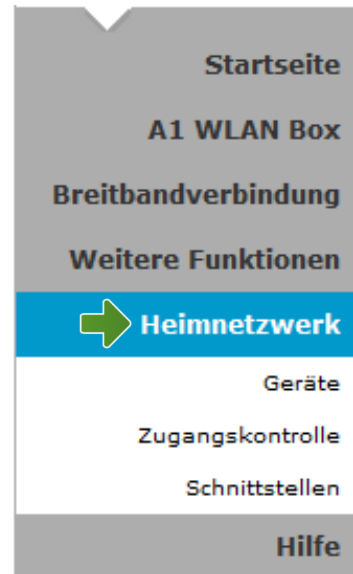 Startseite
A1 WLAN Box
Breitbandverbindung
Weitere Funktionen
Heimnetzwerk
Geräte
Zugangskontrolle
Schnittstellen
Hilfe